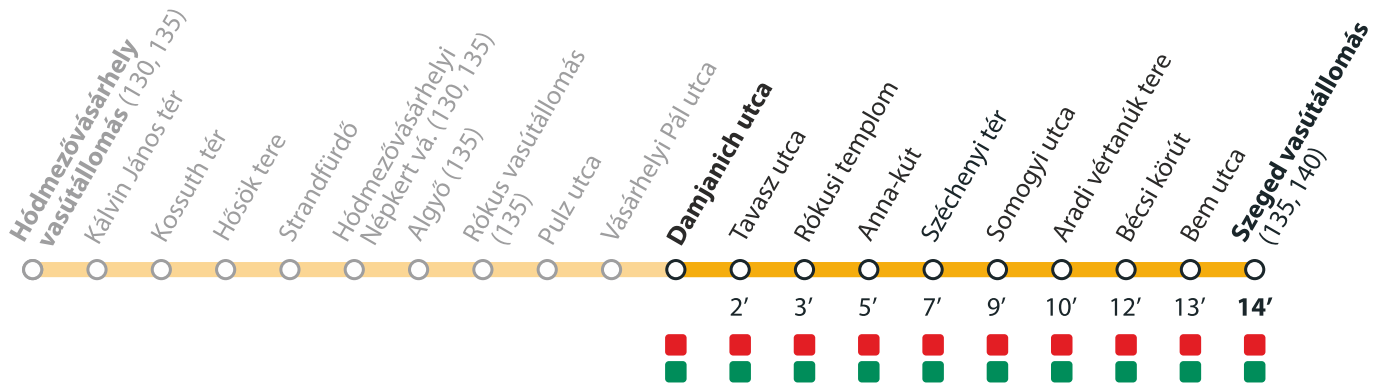 Hódmezővásárhely
vasútállomás (130, 135)
Kálvin János tér
Kossuth tér
Hősök tere
Strandfürdő
Hódmezővásárhelyi
Népkert vá. (130, 135)
Algyő (135)
Rókus vasútállomás
(135)
Pulz utca
Vásárhelyi Pál utca
Damjanich utca
Tavasz utca
Rókusi templom
Anna-kút
Széchenyi tér
Somogyi utca
Aradi vértanúk tere
Bécsi körút
Bem utca
Szeged vasútállomás
(135, 140)
2’ 3’ 5’ 7’ 9’ 10’ 12’ 13’ 14’